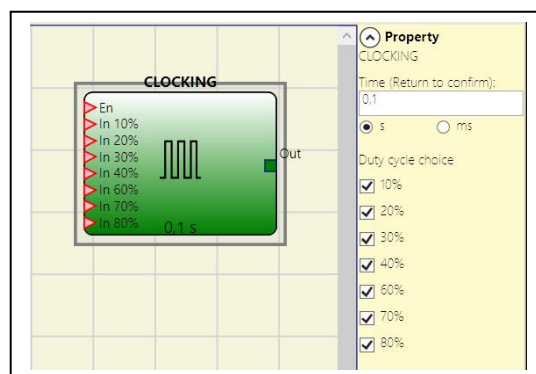 CLOCKING
En
In 10%
In 20%
In 30%
In 40%
In 60%
In 70%
In 80%
Out
0,1 s
Property
CLOCKING
Time (Return to confirm):
0,1
s ms
Duty cycle choice
10%
20%
30%
40%
60%
70%
80%